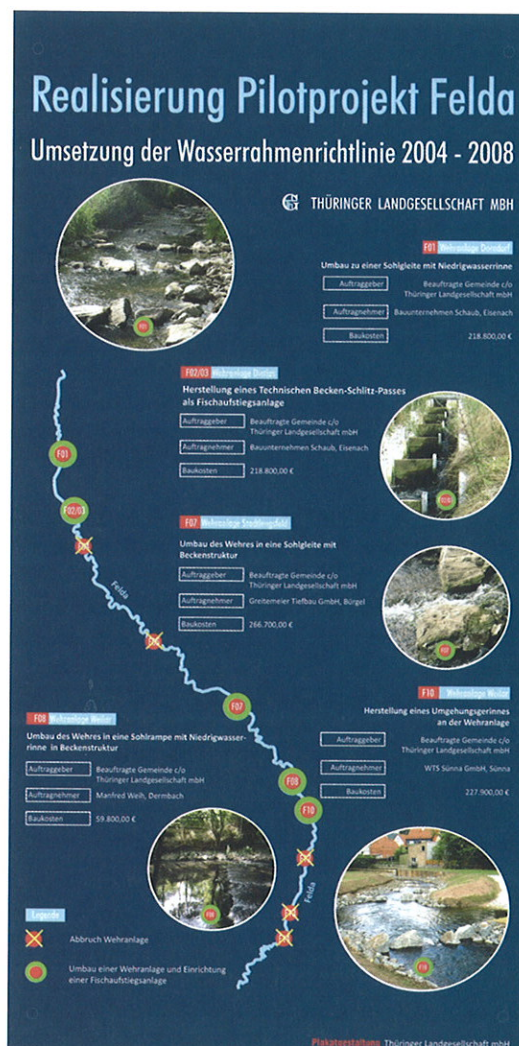 Realisierung Pilotprojekt Felda
Umsetzung der Wasserrahmenrichtlinie 2004 - 2008
THÜRINGER LANDGESELLSCHAFT MBH
F01 Wehranlage Dorndorf
Umbau zu einer Sohlgleite mit Niedrigwasserrinne
Auftraggeber Beauftragte Gemeinde c/o
Thüringer Landgesellschaft mbH
Auftragnehmer Bauunternehmen Schaub, Eisenach
Baukosten 218.800,00 €
F01
F02/03 Wehranlage
Herstellung eines Technischen Becken-Schlitz-Passes
als Fischaufstiegsanlage
Auftraggeber Beauftragte Gemeinde c/o
Thüringer Landgesellschaft mbH
Auftragnehmer Bauunternehmen Schaub, Eisenach
Baukosten 218.800,00 €
F02/03
F01
F02/03
Felda
F07 Wehranlage Stadtlengsfeld
Umbau des Wehres in eine Sohlgleite mit
Beckenstruktur
Auftraggeber Beauftragte Gemeinde c/o
Thüringer Landgesellschaft mbH
Auftragnehmer Greitemeier Tiefbau GmbH, Bürgel
Baukosten 266.700,00 €
F07
F07
F08
F10
Felda
F10 Wehranlage Weilar
Herstellung eines Umgehungsgerinnes
an der Wehranlage
Auftraggeber Beauftragte Gemeinde c/o
Thüringer Landgesellschaft mbH
Auftragnehmer WTS Sünna GmbH, Sünna
Baukosten 227.900,00 €
F10
F08 Wehranlage Weilar
Umbau des Wehres in eine Sohlrampe mit Niedrigwasser-
rinne in Beckenstruktur
Auftraggeber Beauftragte Gemeinde c/o
Thüringer Landgesellschaft mbH
Auftragnehmer Manfred Weih, Dermbach
Baukosten 59.800,00 €
F08
Legende
Abbruch Wehranlage
Umbau einer Wehranlage und Einrichtung
einer Fischaufstiegsanlage
Plakatgestaltung Thüringer Landgesellschaft mbH